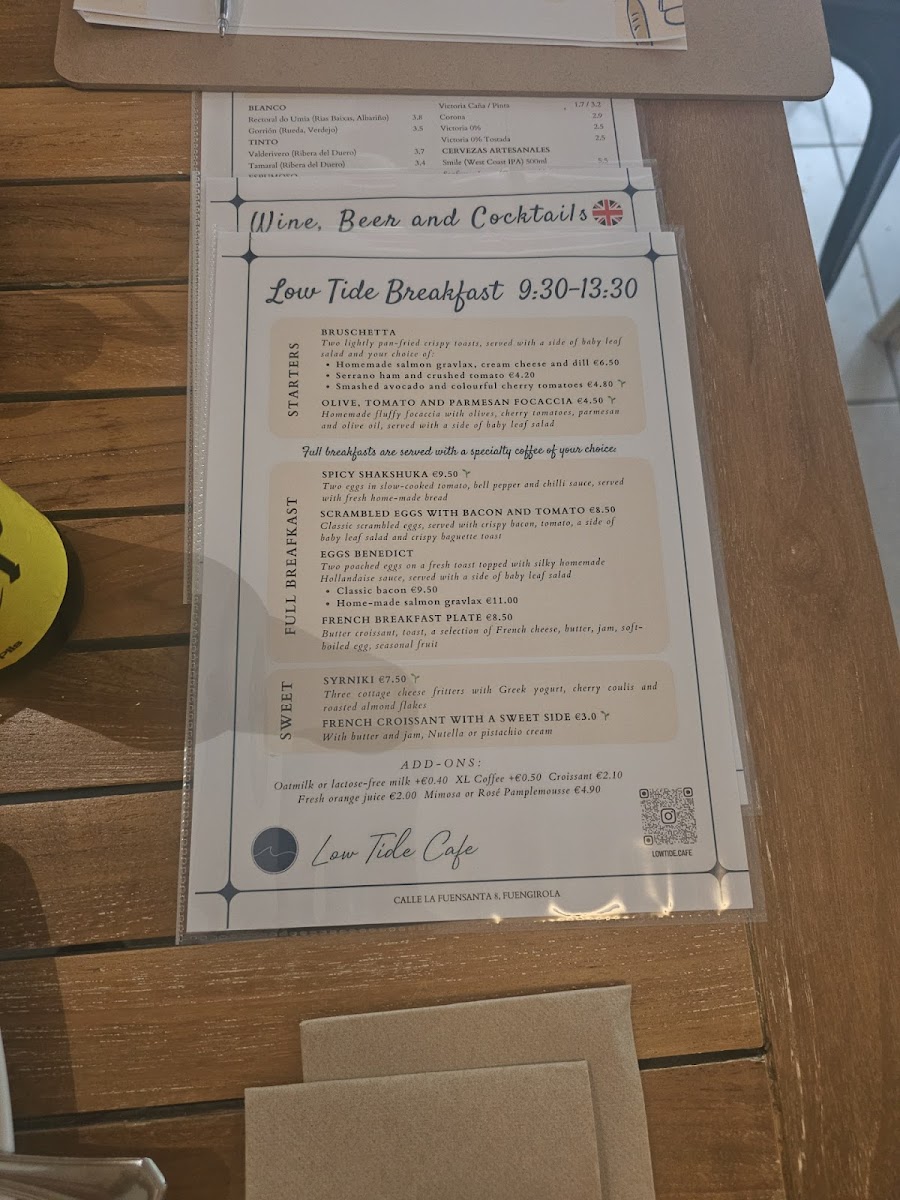 BLANCO
Rectoral do Umia (Rias Baixas, Albariño) 3,8
Gorrión (Rueda, Verdejo) 3,5
TINTO
Valderivero (Ribera del Duero) 3,7
Tamaral (Ribera del Duero) 3,4
Victoria Caña / Pinta 1.7 / 3.2
Corona 2.9
Victoria 0% 2.5
Victoria 0% Tostada 2,5
CERVEZAS ARTESANALES
Smile (West Coast IPA) 500ml 5,5
Wine, Beer and Cocktails
Low Tide Breakfast 9:30-13:30
STARTERS
BRUSCHETTA
Two lightly pan-fried crispy toasts, served with a side of baby leaf
salad and your choice of:
• Homemade salmon gravlax, cream cheese and dill €6.50
• Serrano ham and crushed tomato €4.20
• Smashed avocado and colourful cherry tomatoes €4.80
OLIVE, TOMATO AND PARMESAN FOCACCIA €4.50
Homemade fluffy focaccia with olives, cherry tomatoes, parmesan
and olive oil, served with a side of baby leaf salad
Full breakfasts are served with a specialty coffee of your choice:
FULL BREAFKAST
SPICY SHAKSHUKA €9.50
Two eggs in slow-cooked tomato, bell pepper and chilli sauce, served
with fresh home-made bread
SCRAMBLED EGGS WITH BACON AND TOMATO €8.50
Classic scrambled eggs, served with crispy bacon, tomato, a side of
baby leaf salad and crispy baguette toast
EGGS BENEDICT
Two poached eggs on a fresh toast topped with silky homemade
Hollandaise sauce, served with a side of baby leaf salad
• Classic bacon €9.50
• Home-made salmon gravlax €11.00
FRENCH BREAKFAST PLATE €8.50
Butter croissant, toast, a selection of French cheese, butter, jam, soft-
boiled egg, seasonal fruit
SWEET
SYRNIKI €7.50
Three cottage cheese fritters with Greek yogurt, cherry coulis and
roasted almond flakes
FRENCH CROISSANT WITH A SWEET SIDE €3.0
With butter and jam, Nutella or pistachio cream
ADD-ONS:
Oatmilk or lactose-free milk +€0.40 XL Coffee +€0.50 Croissant €2.10
Fresh orange juice €2.00 Mimosa or Rosé Pamplemousse €4.90
Low Tide Cafe
LOWTIDE.CAFE
CALLE LA FUENSANTA 8, FUENGIROLA